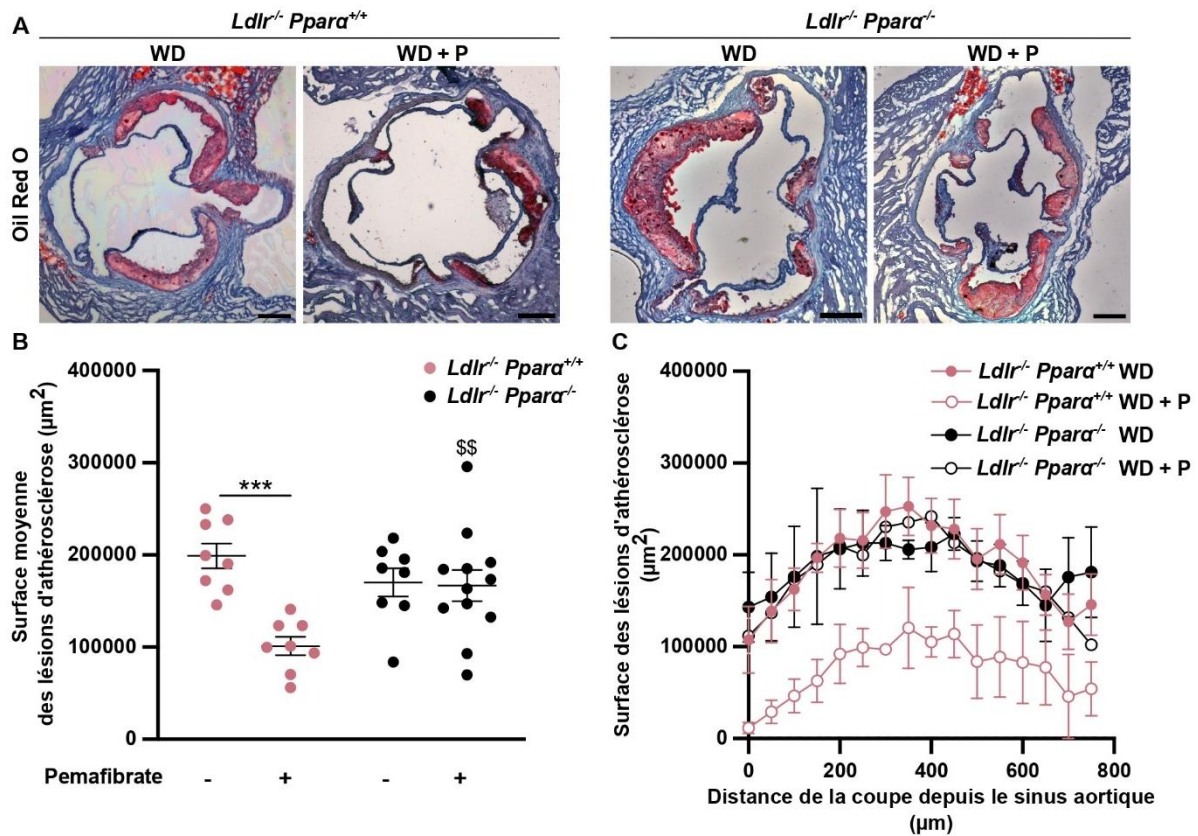 A
Ldlr-/- Pparα+/+
Ldlr-/- Pparα-/-
WD
WD + P
WD
WD + P
Oil Red O
B
Surface moyenne
des lésions d'athérosclérose (µm²)
400000
300000
200000
100000
0
Ldlr-/- Pparα+/+
Ldlr-/- Pparα-/-
***
$$
Pemafibrate
-
+
-
+
C
Surface des lésions d'athérosclérose
(µm²)
400000
300000
200000
100000
0
Ldlr-/- Pparα+/+ WD
Ldlr-/- Pparα+/+ WD + P
Ldlr-/- Pparα-/- WD
Ldlr-/- Pparα-/- WD + P
0
200
400
600
800
Distance de la coupe depuis le sinus aortique
(µm)